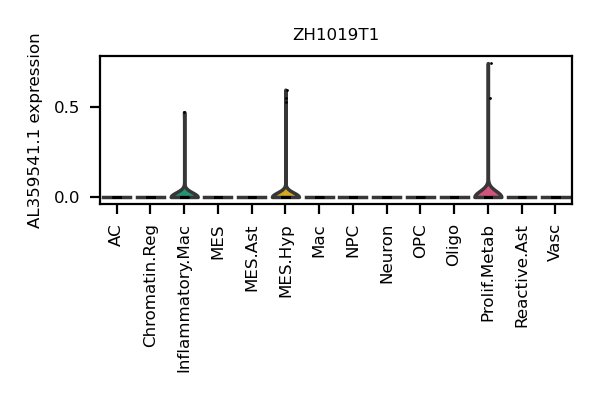 ZH1019T1
AL359541.1 expression
0.5
0.0
AC
Chromatin.Reg
Inflammatory.Mac
MES
MES.Ast
MES.Hyp
Mac
NPC
Neuron
OPC
Oligo
Prolif.Metab
Reactive.Ast
Vasc